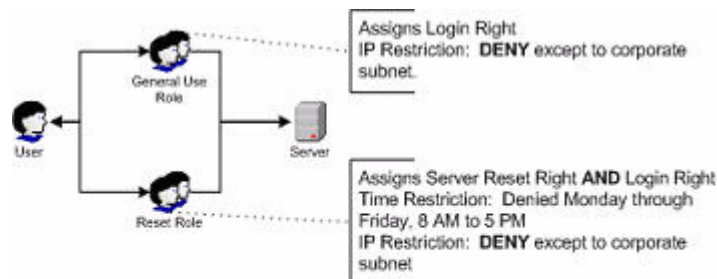 Assigns Login Right
IP Restriction: DENY except to corporate
subnet.
General Use
Role
User
Server
Reset Role
Assigns Server Reset Right AND Login Right
Time Restriction: Denied Monday through
Friday, 8 AM to 5 PM
IP Restriction: DENY except to corporate
subnet